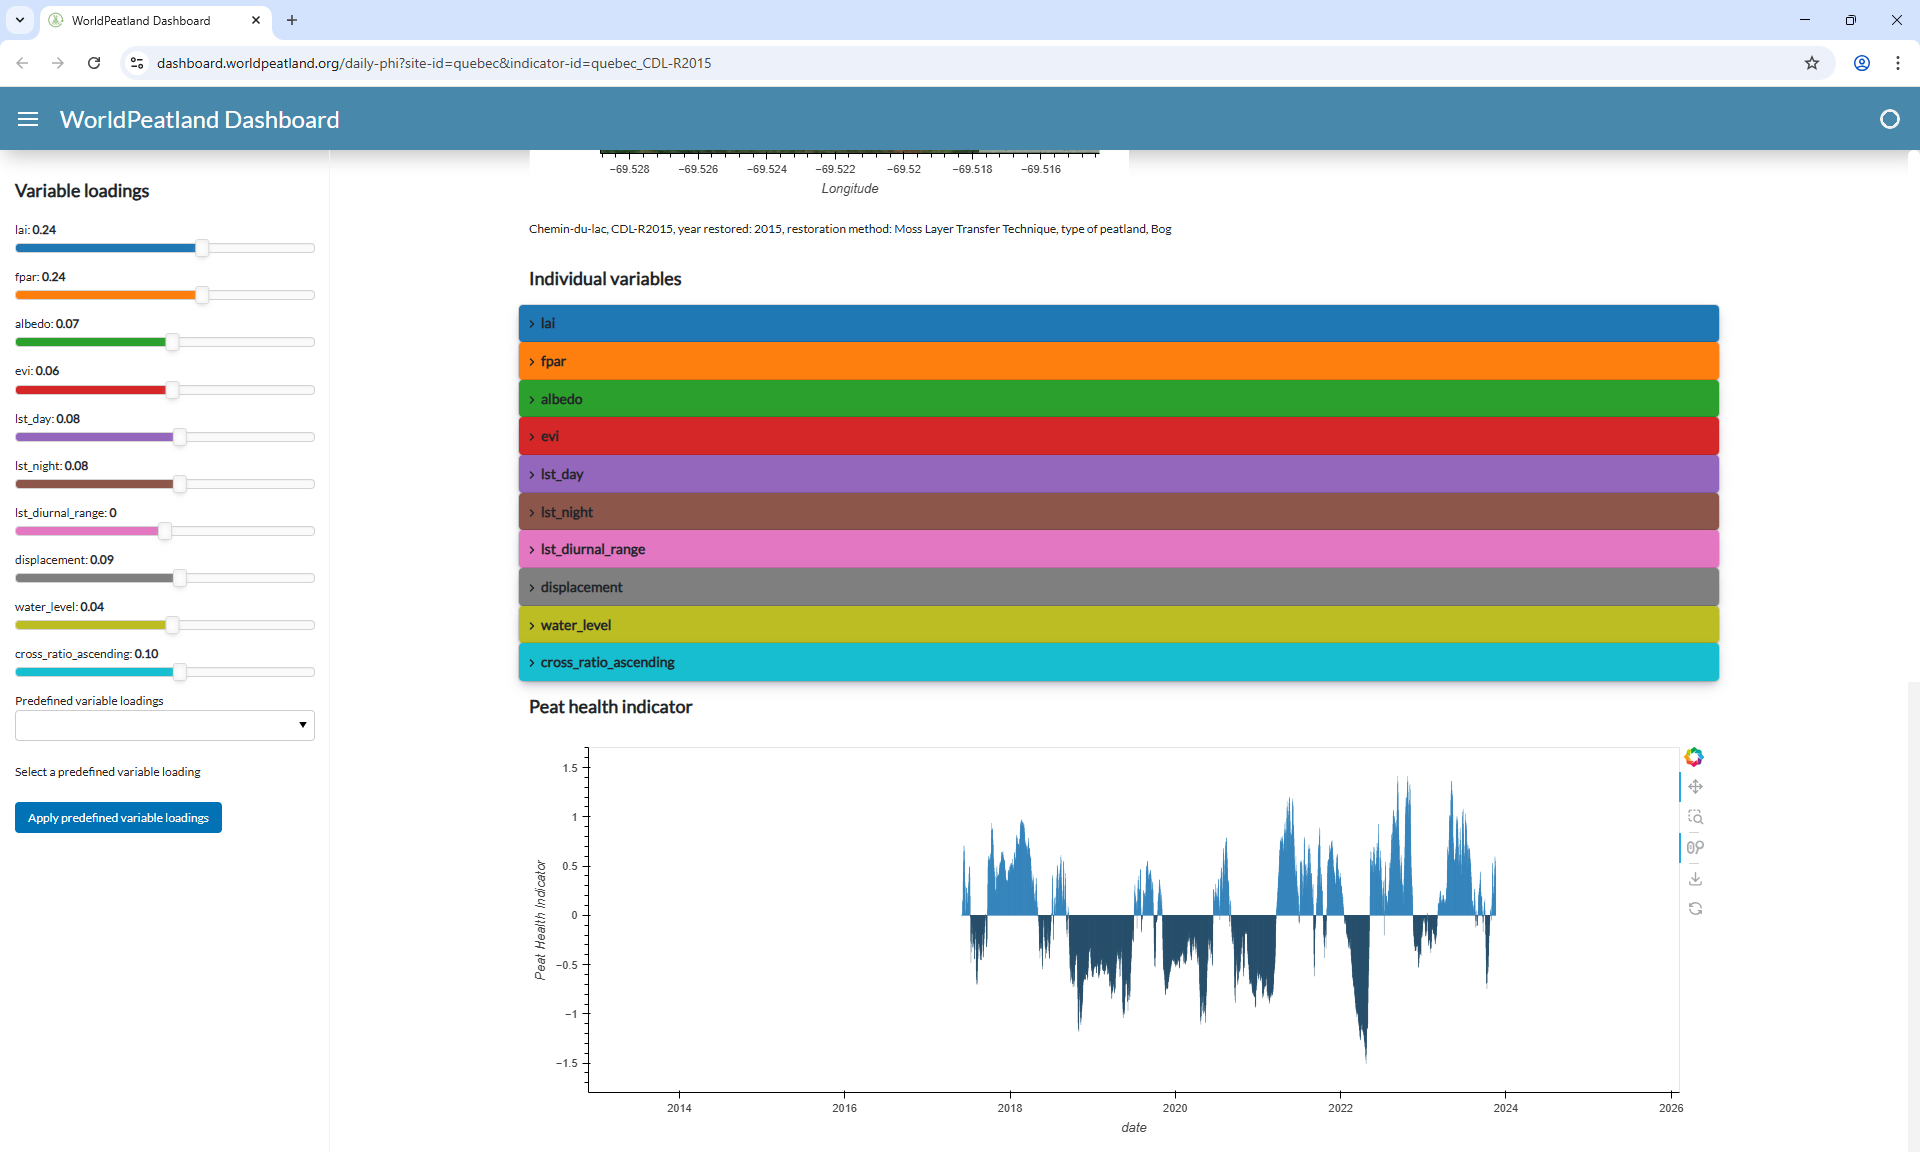 WorldPeatland Dashboard
dashboard.worldpeatland.org/daily-phi?site-id=quebec&indicator-id=quebec_CDL-R2015
WorldPeatland Dashboard
Variable loadings
lai: 0.24
fpar: 0.24
albedo: 0.07
evi: 0.06
lst_day: 0.08
lst_night: 0.08
lst_diurnal_range: 0
displacement: 0.09
water_level: 0.04
cross_ratio_ascending: 0.10
Predefined variable loadings
Select a predefined variable loading
Apply predefined variable loadings
−69.528 −69.526 −69.524 −69.522 −69.52 −69.518 −69.516
Longitude
Chemin-du-lac, CDL-R2015, year restored: 2015, restoration method: Moss Layer Transfer Technique, type of peatland, Bog
Individual variables
lai
fpar
albedo
evi
lst_day
lst_night
lst_diurnal_range
displacement
water_level
cross_ratio_ascending
Peat health indicator
Peat Health Indicator
1.5
1
0.5
0
−0.5
−1
−1.5
2014 2016 2018 2020 2022 2024 2026
date